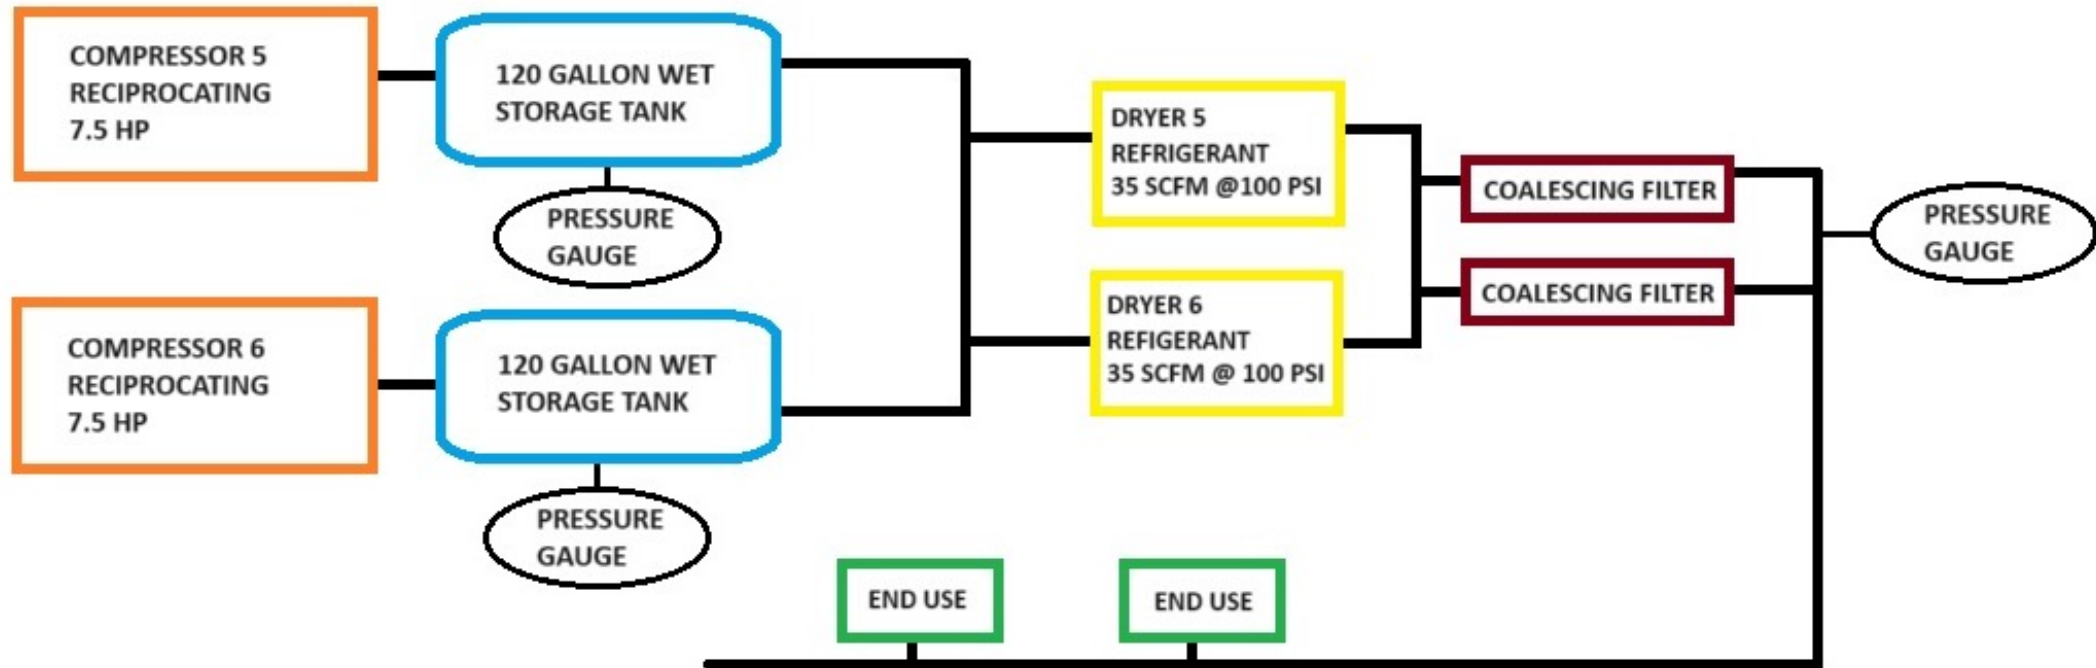 COMPRESSOR 5
RECIPROCATING
7.5 HP
120 GALLON WET
STORAGE TANK
PRESSURE
GAUGE
DRYER 5
REFRIGERANT
35 SCFM @100 PSI
COALESCING FILTER
PRESSURE
GAUGE
COALESCING FILTER
DRYER 6
REFIGERANT
35 SCFM @ 100 PSI
COMPRESSOR 6
RECIPROCATING
7.5 HP
120 GALLON WET
STORAGE TANK
PRESSURE
GAUGE
END USE
END USE